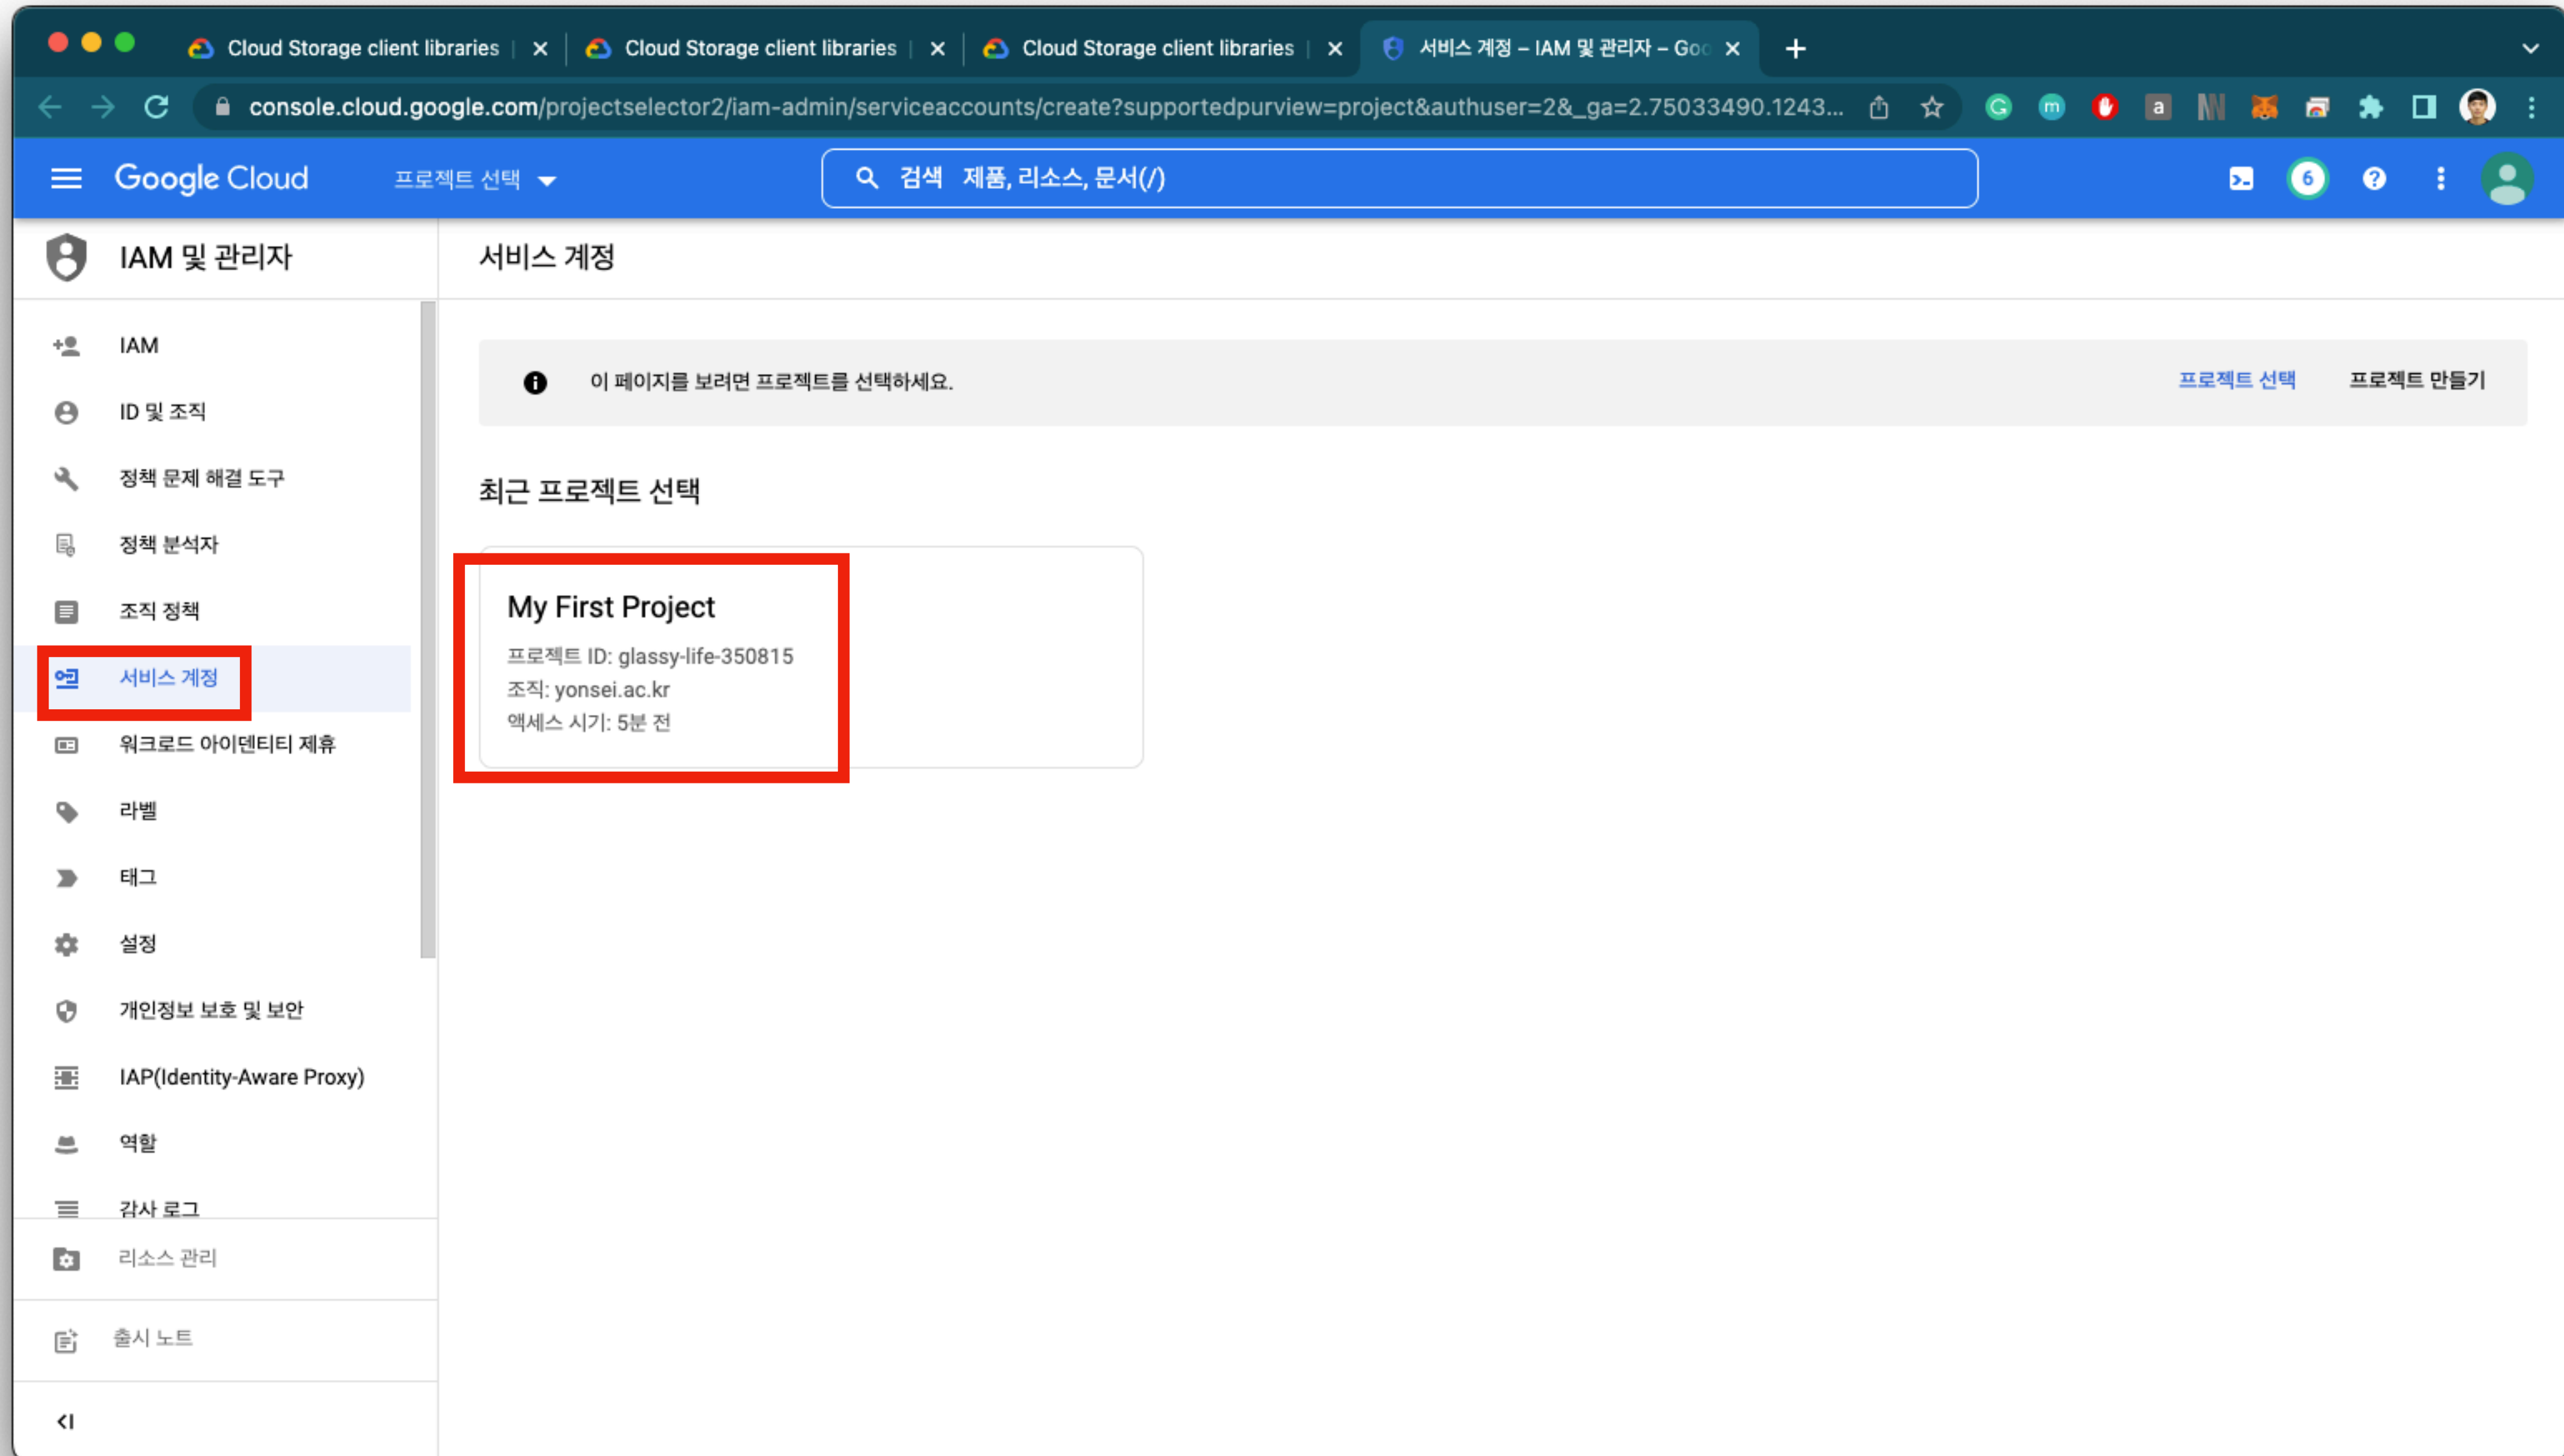 Cloud Storage client libraries
Cloud Storage client libraries
Cloud Storage client libraries
서비스 계정 – IAM 및 관리자 – Goo
console.cloud.google.com/projectselector2/iam-admin/serviceaccounts/create?supportedpurview=project&authuser=2&_ga=2.75033490.1243...
Google Cloud
프로젝트 선택
검색 제품, 리소스, 문서(/)
6
IAM 및 관리자
서비스 계정
IAM
ID 및 조직
정책 문제 해결 도구
정책 분석자
조직 정책
서비스 계정
워크로드 아이덴티티 제휴
라벨
태그
설정
개인정보 보호 및 보안
IAP(Identity-Aware Proxy)
역할
감사 로그
리소스 관리
출시 노트
이 페이지를 보려면 프로젝트를 선택하세요.
프로젝트 선택
프로젝트 만들기
최근 프로젝트 선택
My First Project
프로젝트 ID: glassy-life-350815
조직: yonsei.ac.kr
액세스 시기: 5분 전